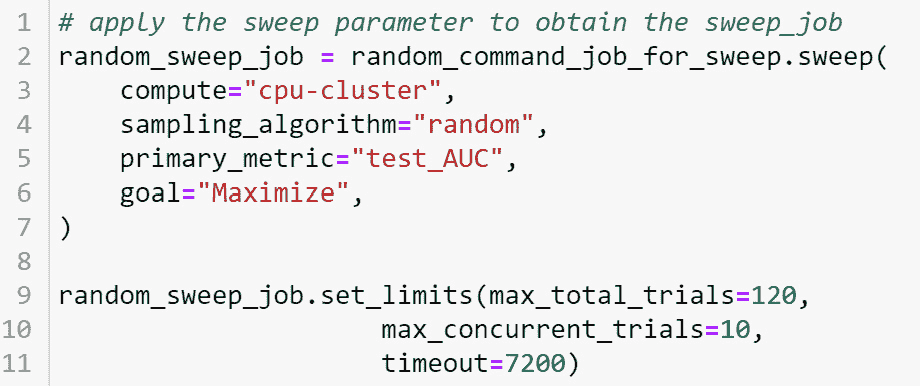 1 # apply the sweep parameter to obtain the sweep_job
2 random_sweep_job = random_command_job_for_sweep.sweep(
3     compute="cpu-cluster",
4     sampling_algorithm="random",
5     primary_metric="test_AUC",
6     goal="Maximize",
7 )
8
9 random_sweep_job.set_limits(max_total_trials=120,
10                     max_concurrent_trials=10,
11                     timeout=7200)